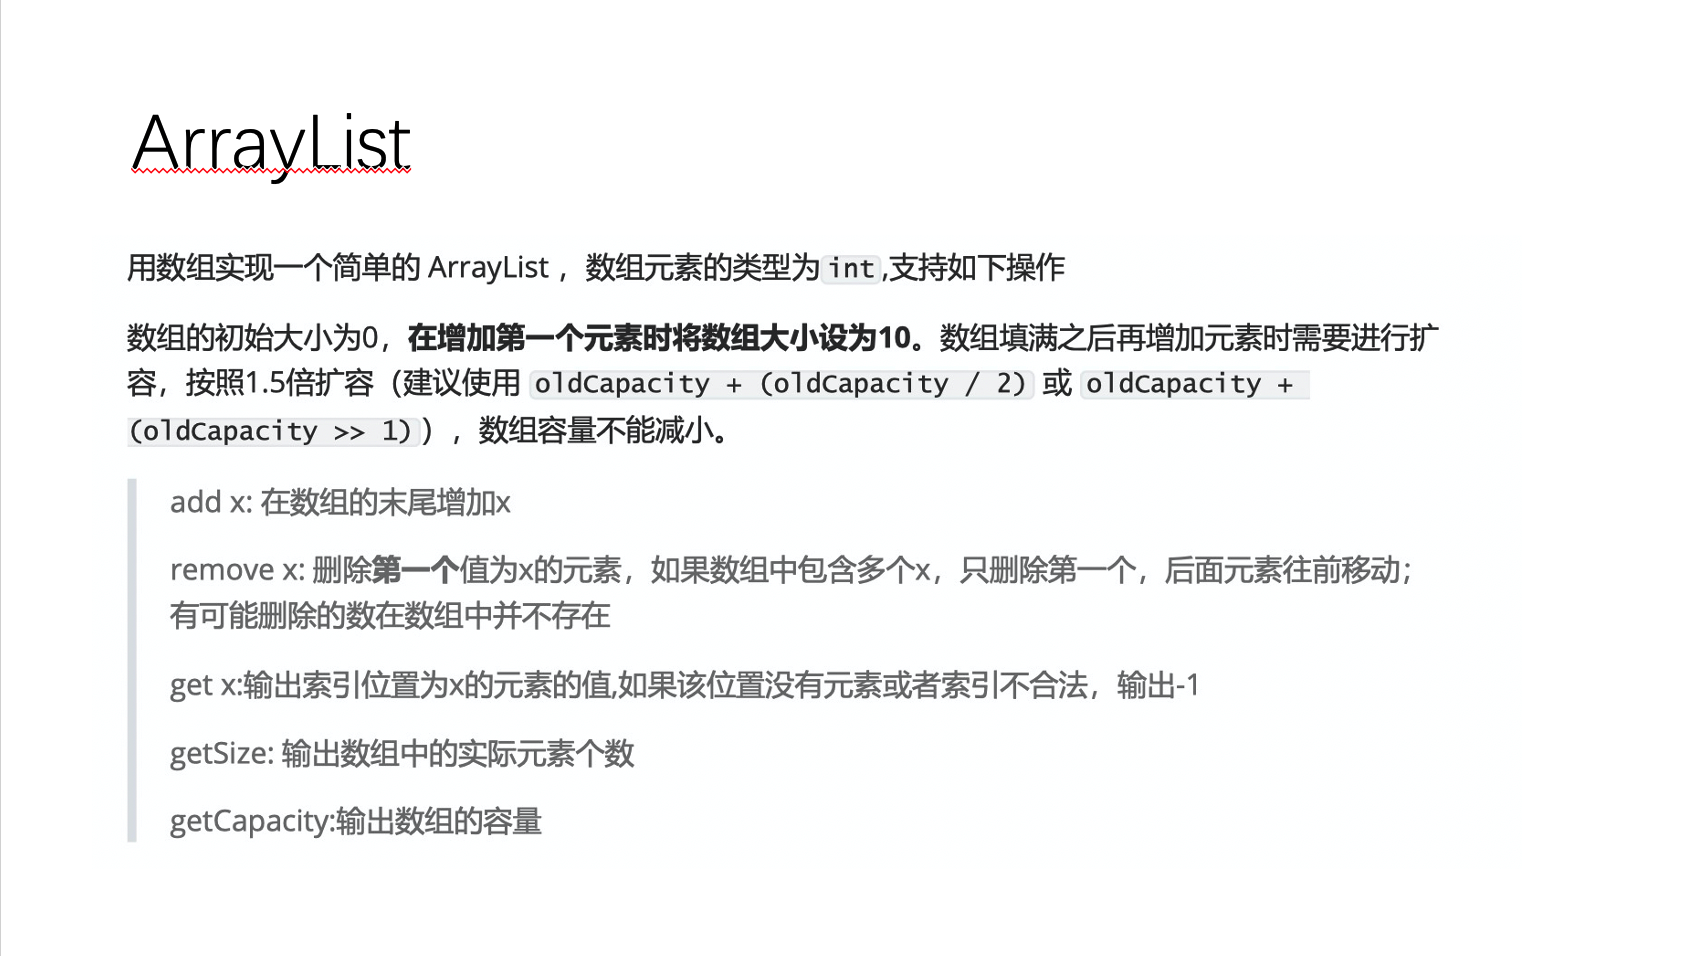 ArrayList
用数组实现一个简单的 ArrayList ，数组元素的类型为int,支持如下操作
数组的初始大小为0，在增加第一个元素时将数组大小设为10。数组填满之后再增加元素时需要进行扩
容，按照1.5倍扩容（建议使用 oldCapacity + (oldCapacity / 2) 或 oldCapacity +
(oldCapacity >> 1)），数组容量不能减小。
add x: 在数组的末尾增加x
remove x: 删除第一个值为x的元素，如果数组中包含多个x，只删除第一个，后面元素往前移动；
有可能删除的数在数组中并不存在
get x:输出索引位置为x的元素的值,如果该位置没有元素或者索引不合法，输出-1
getSize: 输出数组中的实际元素个数
getCapacity:输出数组的容量